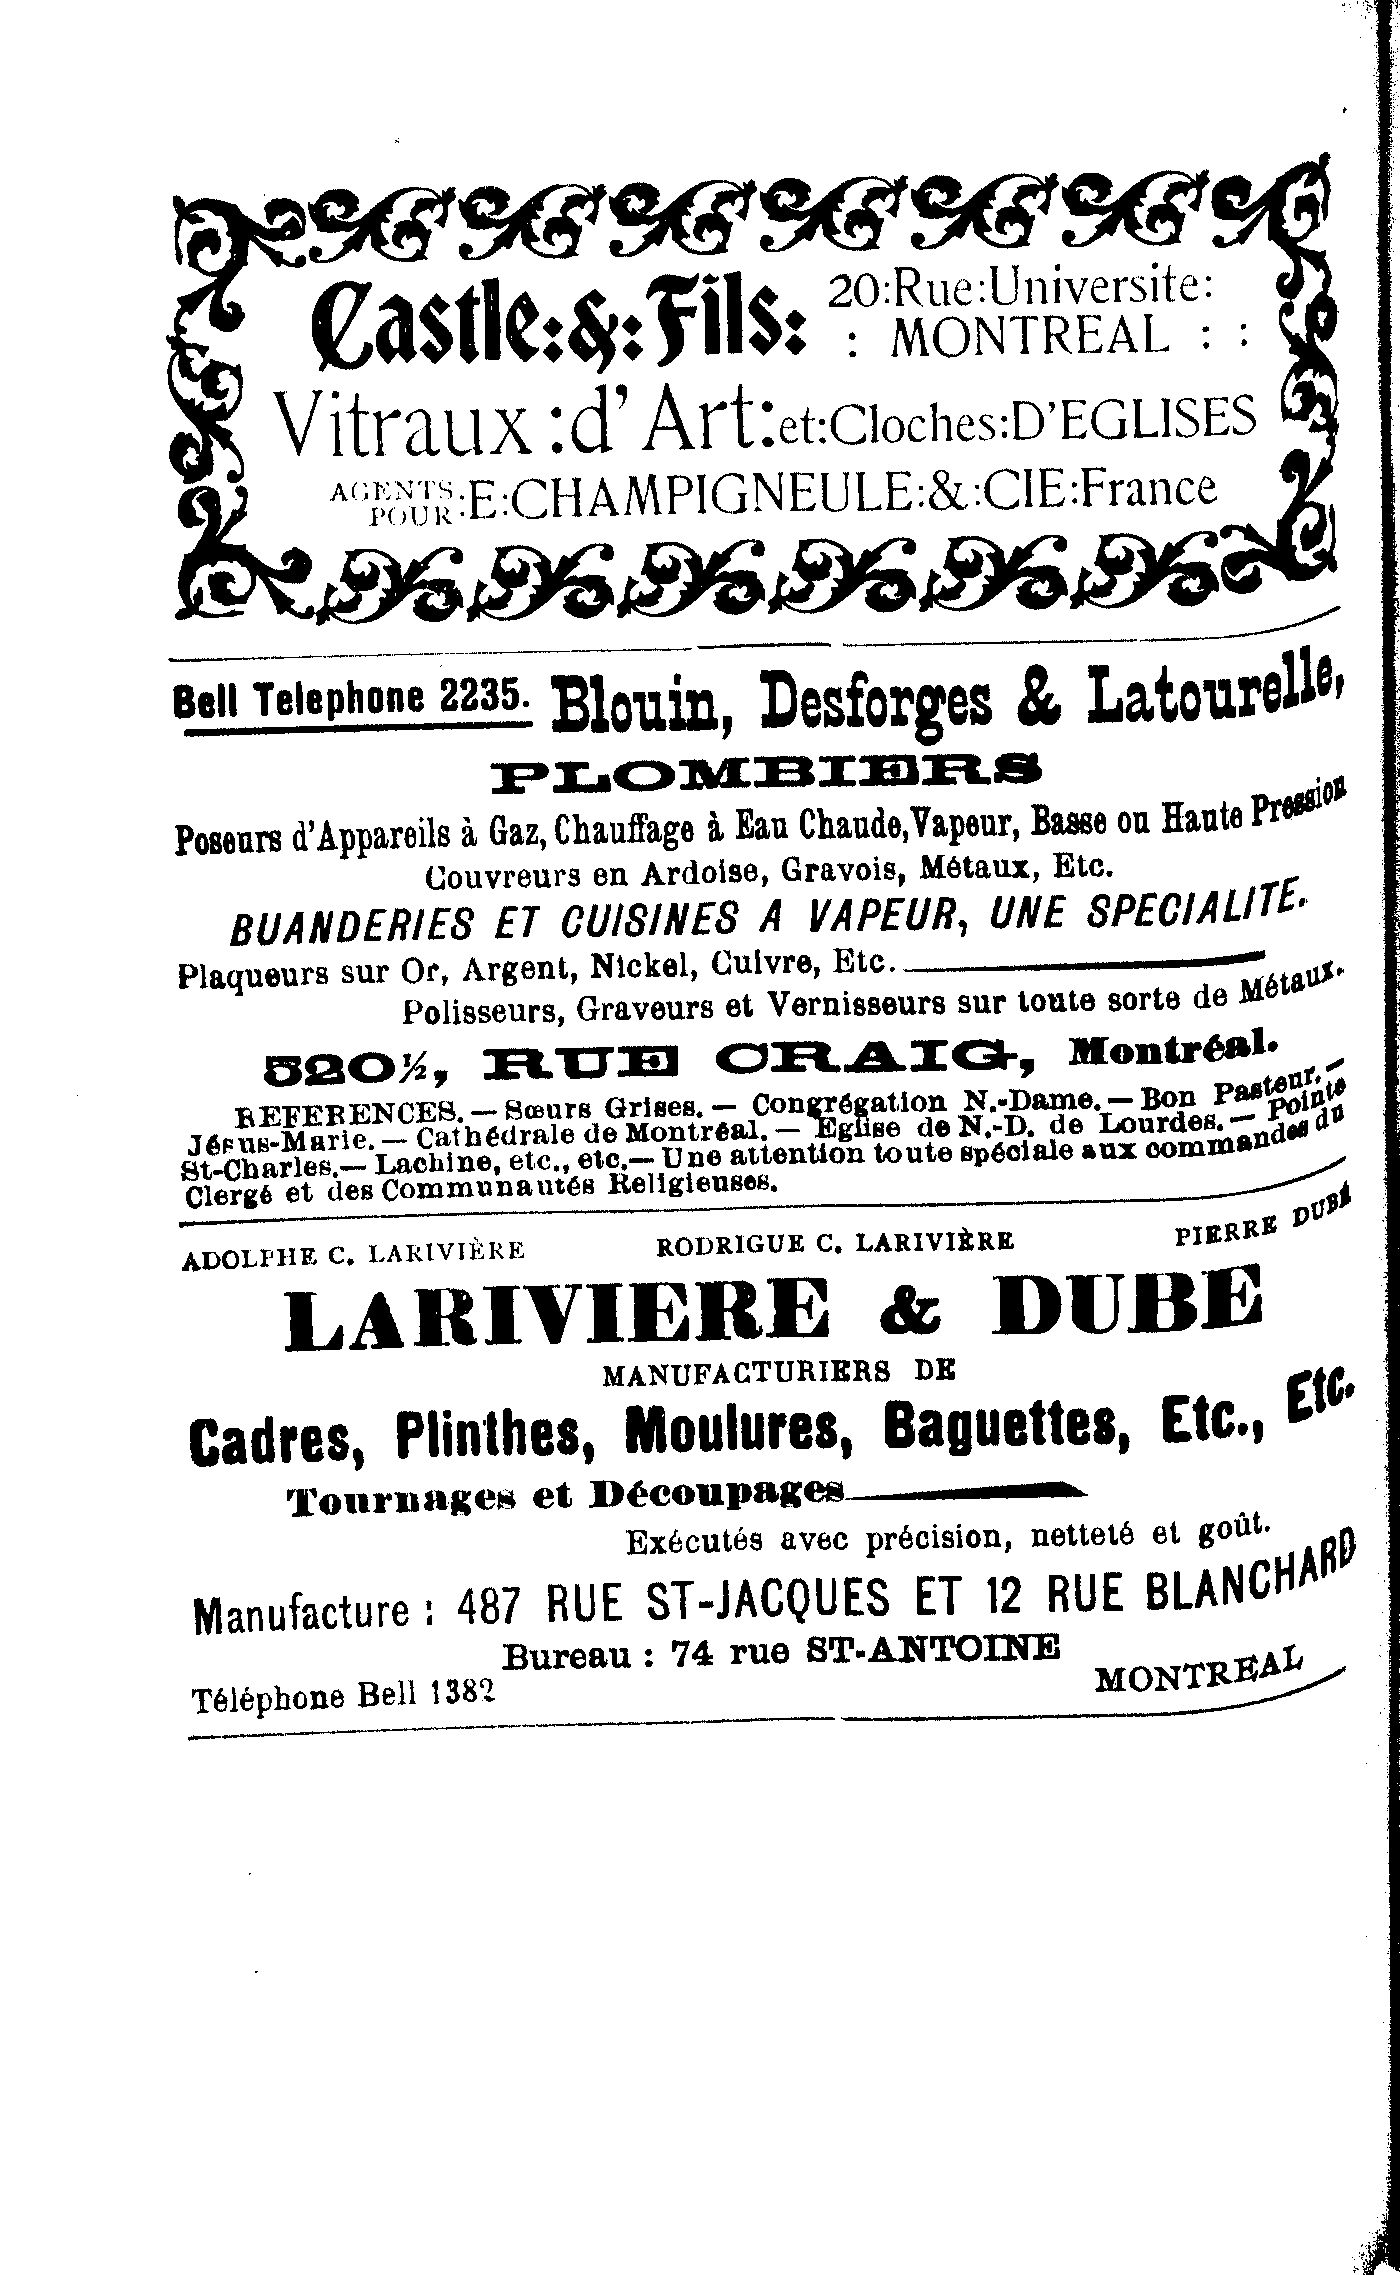 Castle:&:Fils: 20:Rue:Universite:
: MONTREAL : :
Vitraux :d' Art:et:Cloches:D'EGLISES
AGENTS POUR :E:CHAMPIGNEULE:&:CIE:France
Bell Telephone 2235. Blouin, Desforges & Latourelle,
PLOMBIERS
Poseurs d'Appareils à Gaz, Chauffage à Eau Chaude, Vapeur, Basse ou Haute Pression
Couvreurs en Ardoise, Gravois, Métaux, Etc.
BUANDERIES ET CUISINES A VAPEUR, UNE SPECIALITE.
Plaqueurs sur Or, Argent, Nickel, Cuivre, Etc.
Polisseurs, Graveurs et Vernisseurs sur toute sorte de Métaux.
520½, RUE CRAIG, Montréal.
REFERENCES.—Sœurs Grises.— Congrégation N.-Dame.—Bon Pasteur.—
Jésus-Marie.—Cathédrale de Montréal.— Eglise de N.-D. de Lourdes.— Pointe
St-Charles.—Lachine, etc., etc.—Une attention toute spéciale aux commandes du
Clergé et des Communautés Religieuses.
ADOLPHE C. LARIVIÈRE RODRIGUE C. LARIVIÈRE PIERRE DUBÉ
LARIVIERE & DUBE
MANUFACTURIERS DE
Cadres, Plinthes, Moulures, Baguettes, Etc., Etc.
Tournages et Découpages
Exécutés avec précision, netteté et goût.
Manufacture : 487 RUE ST-JACQUES ET 12 RUE BLANCHARD
Bureau : 74 rue ST-ANTOINE
Téléphone Bell 1382 MONTREAL